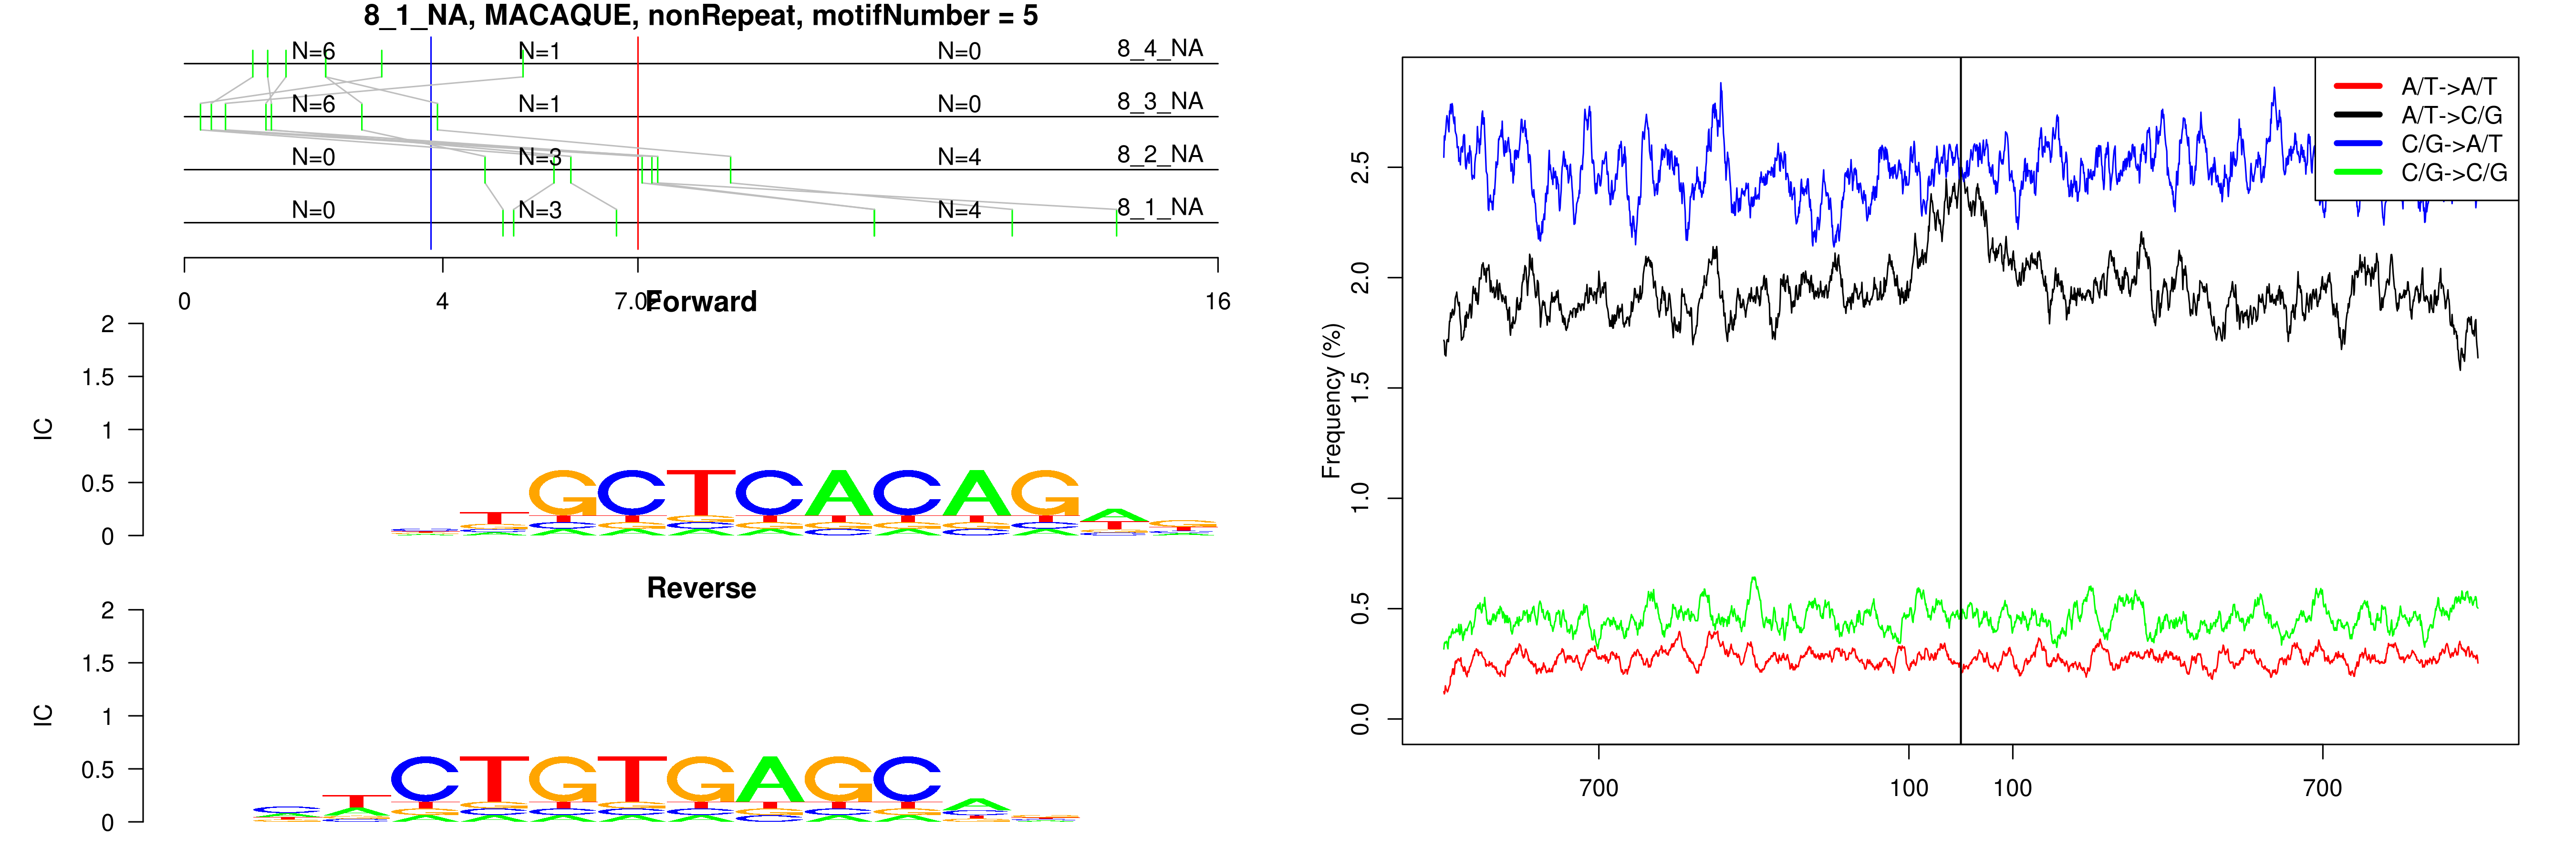 8_1_NA, MACAQUE, nonRepeat, motifNumber = 5
N=6 N=1 N=0 8_4_NA
N=6 N=1 N=0 8_3_NA
N=0 N=3 N=4 8_2_NA
N=0 N=3 N=4 8_1_NA
0 4 7.02 16
Forward
IC
2
1.5
1
0.5
0
TGCTCACAGA
Reverse
IC
2
1.5
1
0.5
0
TCTGTGAGCA
Frequency (%)
2.5
2.0
1.5
1.0
0.5
0.0
700 100 100 700
A/T->A/T
A/T->C/G
C/G->A/T
C/G->C/G